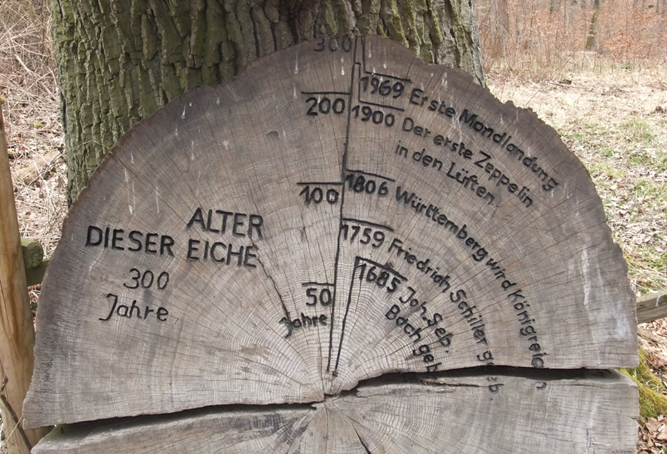 ALTER
DIESER EICHE
300
Jahre
300
200
100
50
Jahre
1969 Erste Mondlandung
1900 Der erste Zeppelin
in den Lüften
1806 Württemberg wird Königreich
1759 Friedrich Schiller geb
1685 Joh. Seb.
Bach geb